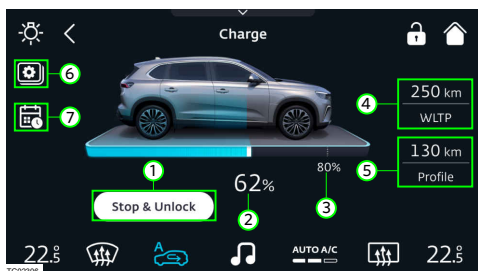 Charge
6
7
4
250 km
WLTP
130 km
Profile
5
1
80%
62%
Stop & Unlock
2
3
22.5
A
AUTO A/C
22.5
TC02306